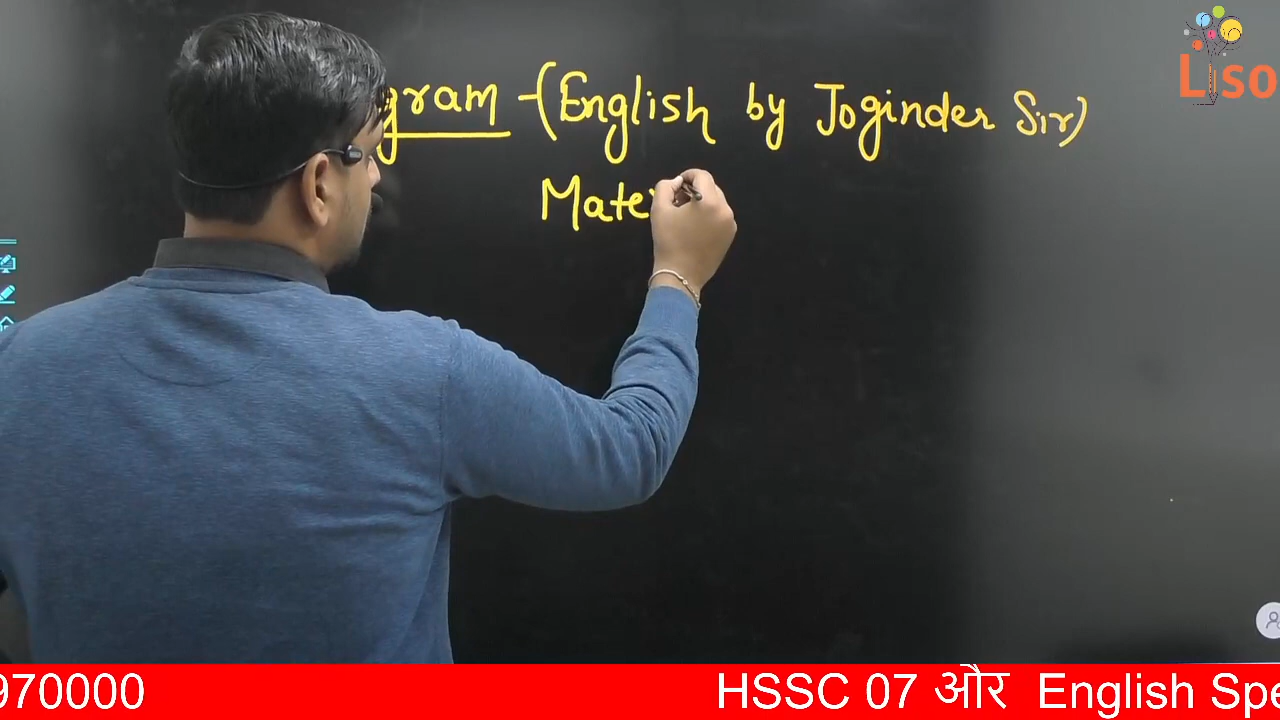 gram - (English by Joginder Sir)
Mate
Liso
970000 HSSC 07 और English Spe